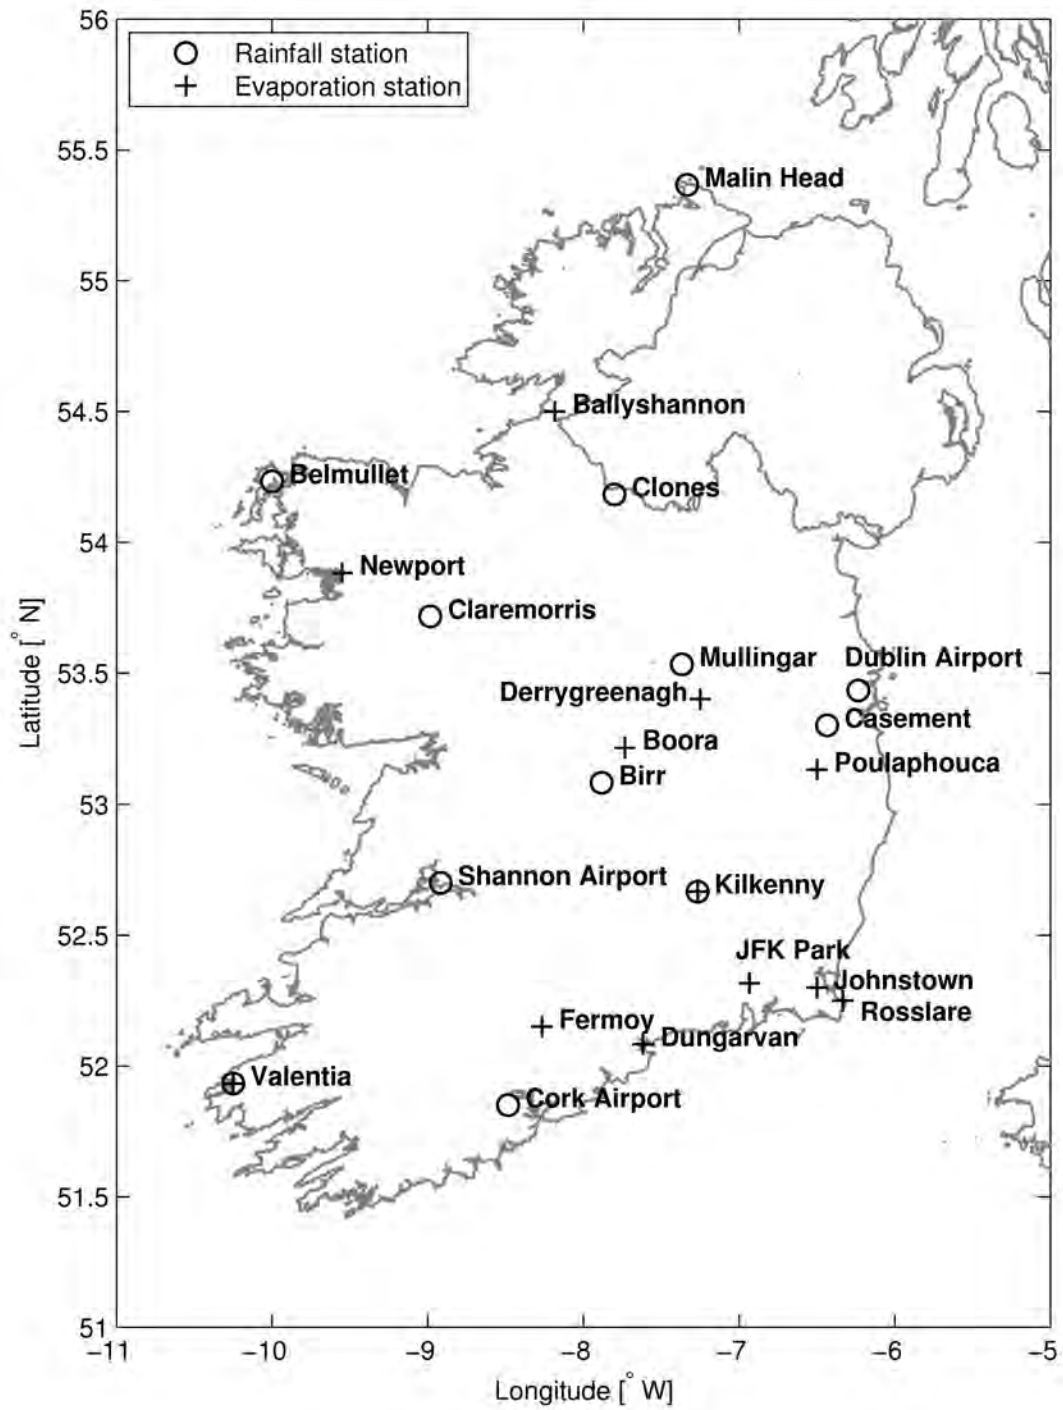 56
Rainfall station
Evaporation station
55.5
Malin Head
55
54.5
Ballyshannon
Belmullet
Clones
54
Newport
Claremorris
53.5
Mullingar
Dublin Airport
Derrygreenagh
Casement
Boora
Poulaphouca
Birr
53
Shannon Airport
Kilkenny
52.5
JFK Park
Johnstown
Rosslare
Fermoy
Dungarvan
52
Valentia
Cork Airport
51.5
51
Latitude [° N]
−11 −10 −9 −8 −7 −6 −5
Longitude [° W]